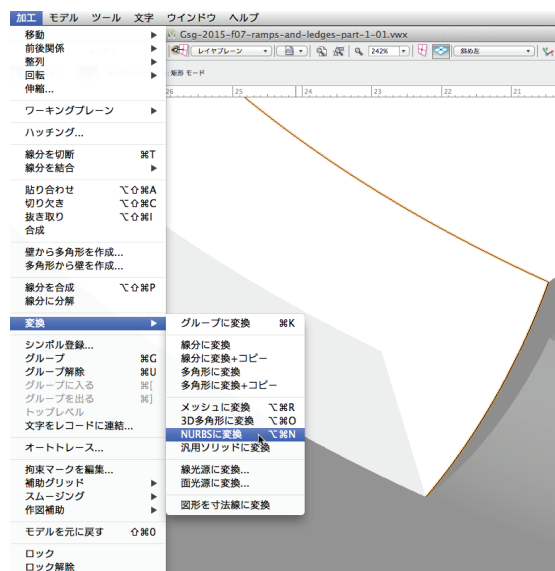 加工 モデル ツール 文字 ウインドウ ヘルプ
Gsg-2015-f07-ramps-and-ledges-part-1-01.vwx
レイヤプレーン 242% 斜め左
矩形 モード
26 25 24 23 22 21
移動
前後関係
整列
回転
伸縮...
ワーキングプレーン
ハッチング...
線分を切断 ⌘T
線分を結合
貼り合わせ ⌥⇧⌘A
切り欠き ⌥⇧⌘C
抜き取り ⌥⇧⌘I
合成
壁から多角形を作成...
多角形から壁を作成...
線分を合成 ⌥⇧⌘P
線分に分解
変換
シンボル登録...
グループ ⌘G
グループ解除 ⌘U
グループに入る ⌘[
グループを出る ⌘]
トップレベル
文字をレコードに連結...
オートトレース...
拘束マークを編集...
補助グリッド
スムージング
作図補助
モデルを元に戻す ⇧⌘0
ロック
ロック解除
グループに変換 ⌘K
線分に変換
線分に変換+コピー
多角形に変換
多角形に変換+コピー
メッシュに変換 ⌥⌘R
3D多角形に変換 ⌥⌘O
NURBSに変換 ⌥⌘N
汎用ソリッドに変換
線光源に変換...
面光源に変換...
図形を寸法線に変換